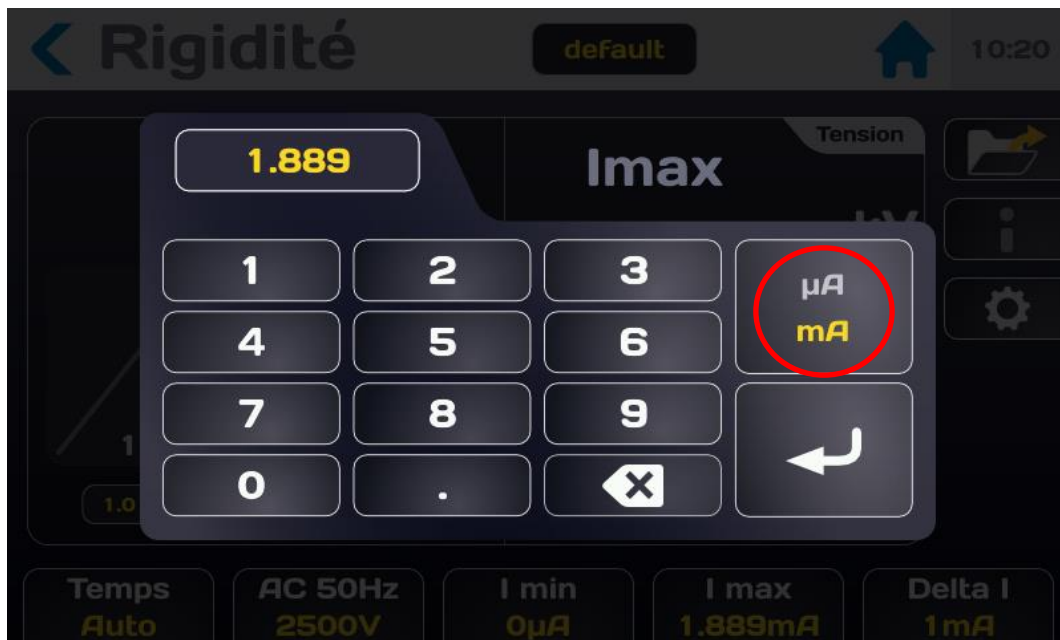 Rigidité
default
10:20
1.889
Imax
Tension
kV
1
2
3
µA
mA
4
5
6
7
8
9
1
0
.
1.0
Temps
AC 50Hz
I min
I max
Delta I
Auto
2500V
0µA
1.889mA
1mA